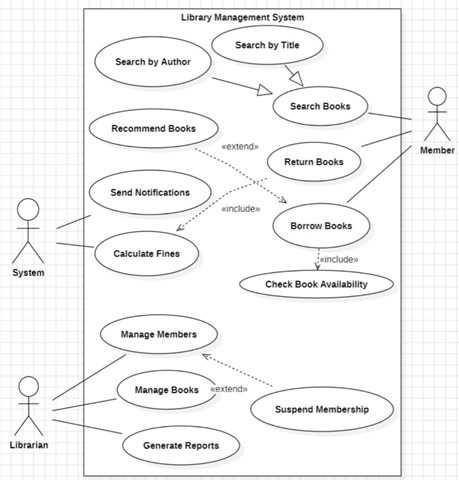 Library Management System
Search by Title
Search by Author
Search Books
Recommend Books
«extend»
Member
Return Books
Send Notifications
«include»
Borrow Books
Calculate Fines
System
«include»
Check Book Availability
Manage Members
Manage Books
«extend»
Suspend Membership
Librarian
Generate Reports